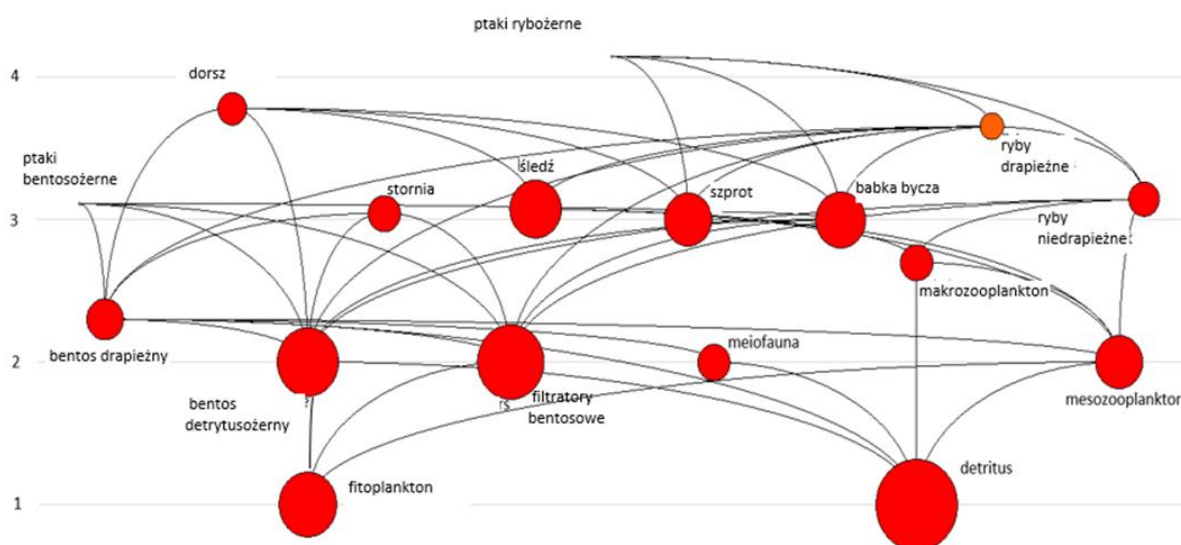 ptaki rybożerne
4
dorsz
ptaki
bentosożerne
śledź
ryby
drapieżne
stornia
szprot
babka bycza
3
ryby
niedrapieżne
makrozooplankton
bentos drapieżny
meiofauna
2
mesozooplankton
bentos
detrytusożerny
filtratory
bentosowe
fitoplankton
detritus
1